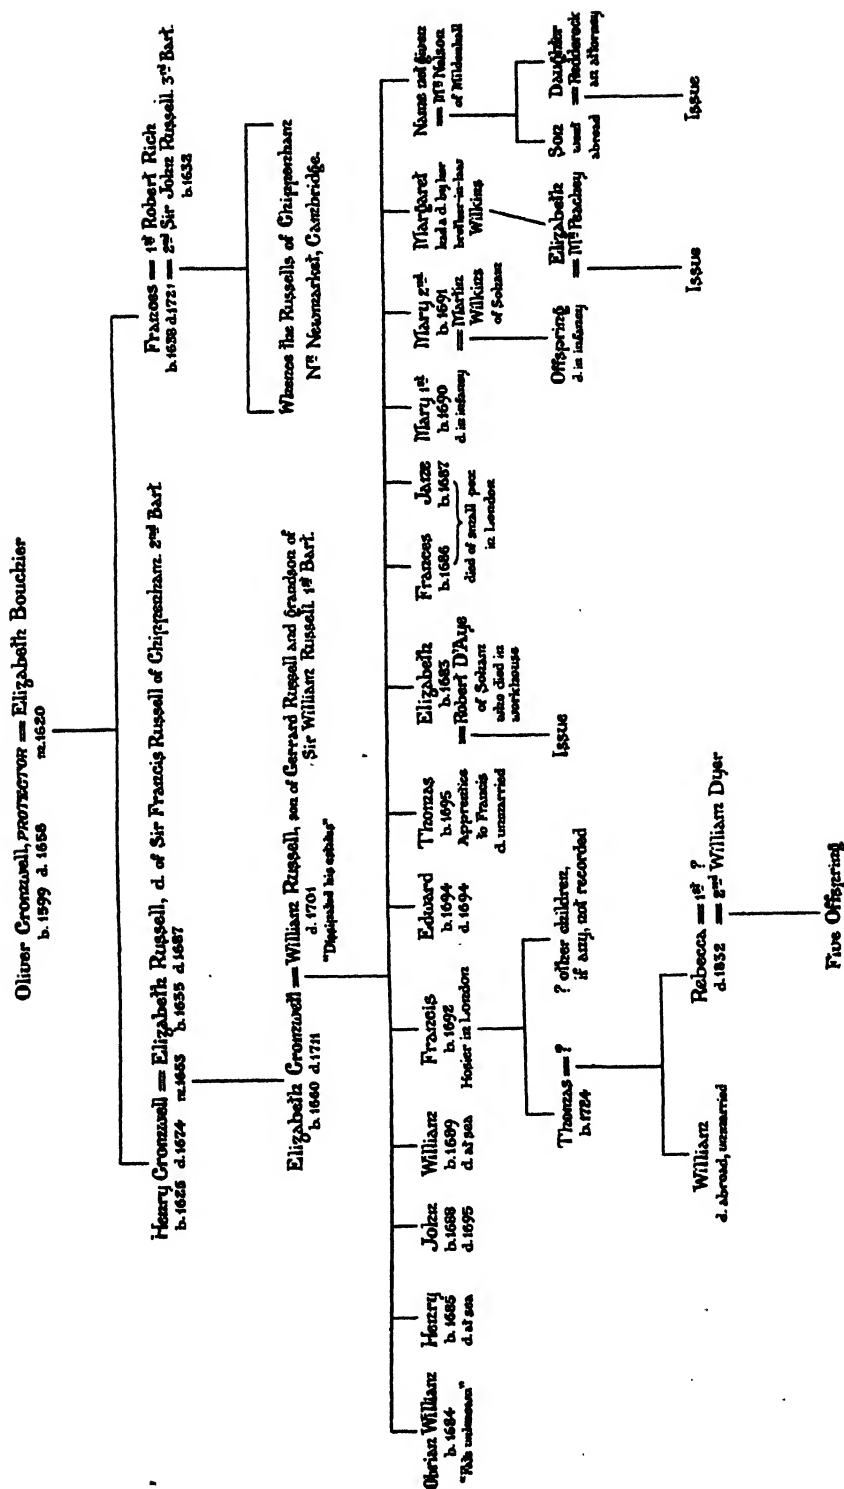 Oliver Cromwell, PROTECTOR = Elizabeth Bouchier
b. 1599 d. 1658 m.1620
Henry Cromwell = Elizabeth Russell, d. of Sir Francis Russell of Chippenham. 2nd Bart
b. 1628 d. 1674 m. 1653 b. 1635 d. 1687
Frances = 1st Robert Rich
b. 1638 d. 1721 = 2nd Sir John Russell. 3rd Bart
b. 1632
Elizabeth Cromwell = William Russell, son of Gerrard Russell and grandson of
b. 1660 d. 1711 d. 1701 Sir William Russell. 1st Bart.
"Dissipated his estates"
Whence the Russells of Chippenham
Nr Newmarket, Cambridge.
Obrian William
b. 1684
"Fate unknown"
Henry
b. 1685
d. at sea
John
b. 1688
d. 1695
William
b. 1689
d. at sea
Francis
b. 1692
Hosier in London
Edward
b. 1694
d. 1694
Thomas
b. 1695
Apprentice
to Francis
d. unmarried
Elizabeth
b. 1683
= Robert D'Aye
of Soham
who died in
workhouse
Frances
b. 1686
Jane
b. 1687
died of small pox
in London
Mary 1st
b. 1690
d. in infancy
Mary 2nd
b. 1691
= Martin
Wilkins
of Soham
Margaret
had a d. by her
brother-in-law
Wilkins
Name not given
= Mr Nelson
of Mildenhall
Thomas = ?
b. 1724
? other children,
if any, not recorded
Issue
Offspring
d. in infancy
Elizabeth
= Mr Peachey
Son
went
abroad
Daughter
= Redderock
an attorney
William
d. abroad, unmarried
Rebecca = 1st ?
d. 1832 = 2nd William Dyer
Issue
Issue
Five Offspring